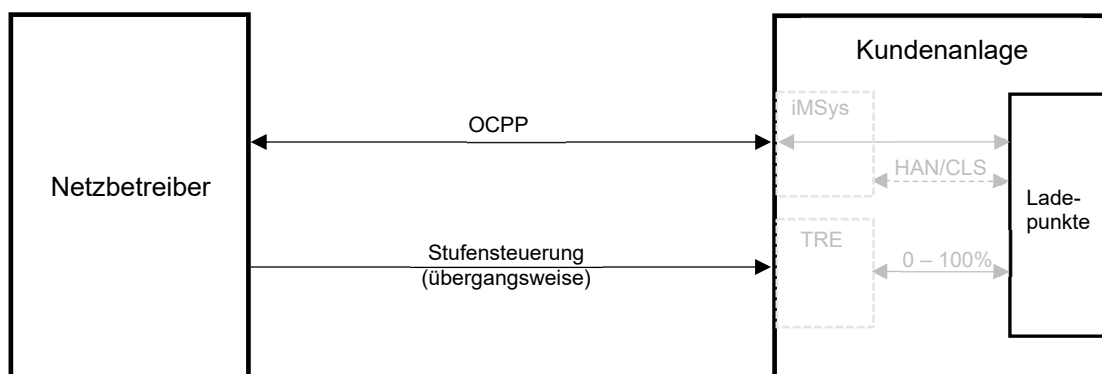 Kundenanlage
iMSys
OCPP
HAN/CLS
Netzbetreiber
Lade-
punkte
TRE
Stufensteuerung
(übergangsweise)
0 – 100%